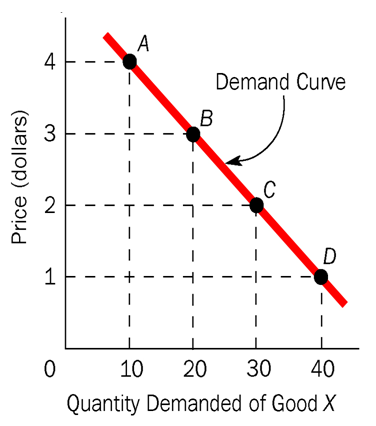 A
4
Demand Curve
B
3
C
2
D
1
0
10 20 30 40
Price (dollars)
Quantity Demanded of Good X